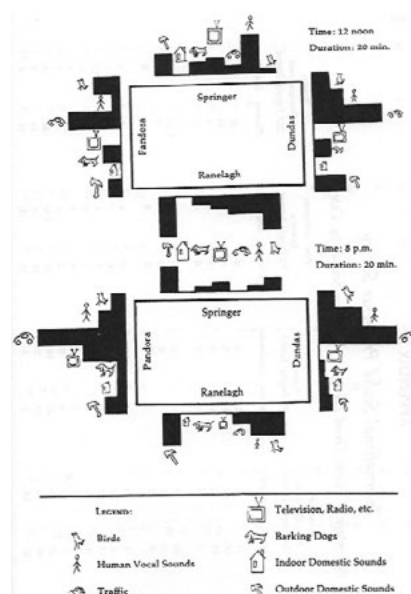 Time: 12 noon
Duration: 20 min.
Springer
Pandora
Dundas
Ranelagh
Time: 8 p.m.
Duration: 20 min.
Springer
Pandora
Dundas
Ranelagh
LEGEND:
Television, Radio, etc.
Birds
Barking Dogs
Human Vocal Sounds
Indoor Domestic Sounds
Traffic
Outdoor Domestic Sounds